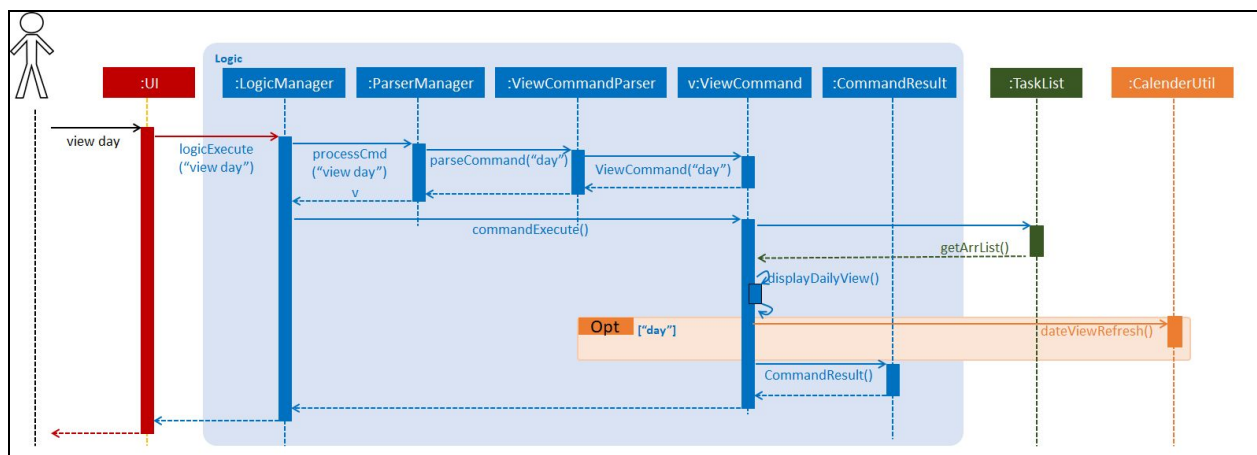 Logic
:UI
:LogicManager
:ParserManager
:ViewCommandParser
v:ViewCommand
:CommandResult
:TaskList
:CalenderUtil
view day
logicExecute
(“view day”)
processCmd
(“view day”)
v
parseCommand(“day”)
ViewCommand(“day”)
commandExecute()
getArrList()
displayDailyView()
Opt
[“day”]
dateViewRefresh()
CommandResult()